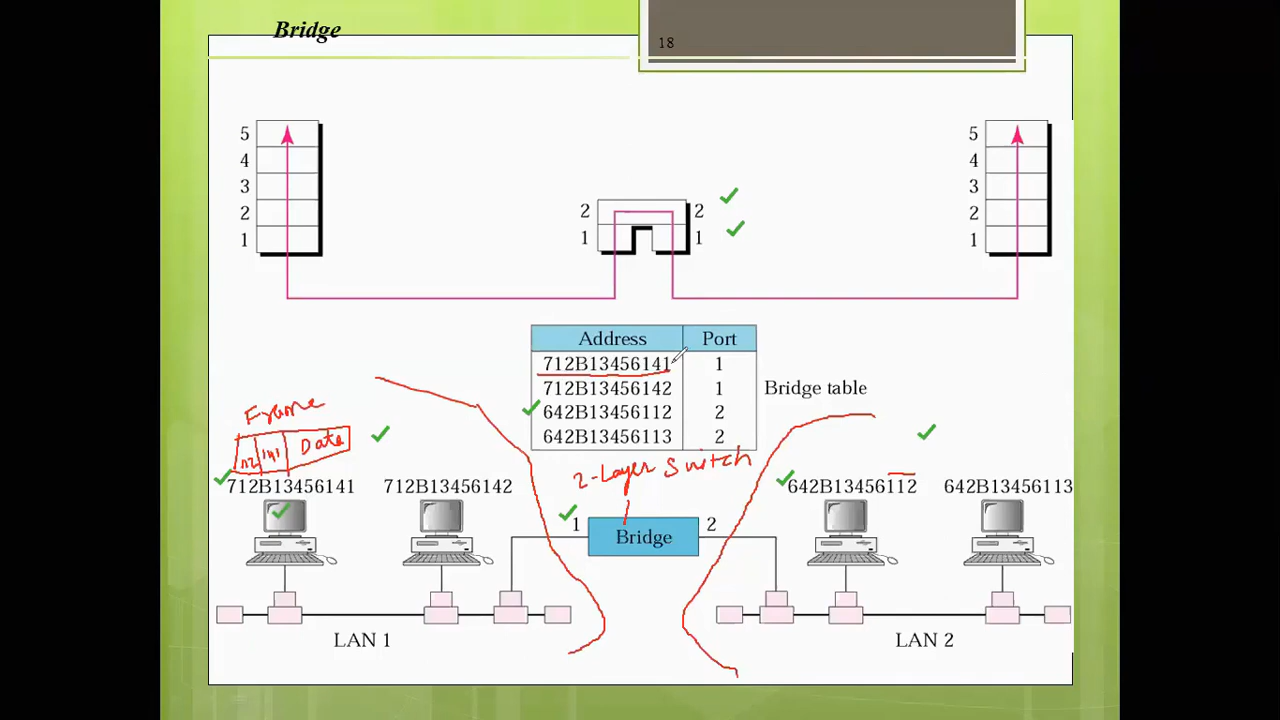 Bridge
18
5
4
3
2
1
2 2
1 1
5
4
3
2
1
Address Port
712B13456141 1
712B13456142 1
642B13456112 2
642B13456113 2
Bridge table
Frame
112 141 Data
2-Layer Switch
712B13456141 712B13456142
642B13456112 642B13456113
1 Bridge 2
LAN 1 LAN 2